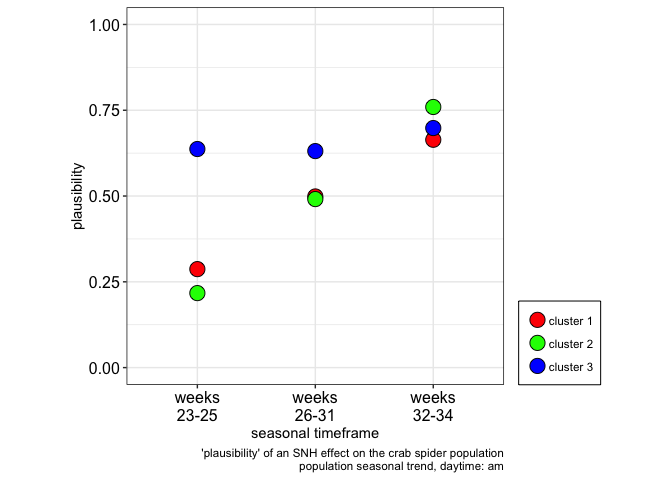 1.00
0.75
0.50
0.25
0.00
plausibility
weeks
23-25
weeks
26-31
weeks
32-34
seasonal timeframe
cluster 1
cluster 2
cluster 3
'plausibility' of an SNH effect on the crab spider population
population seasonal trend, daytime: am